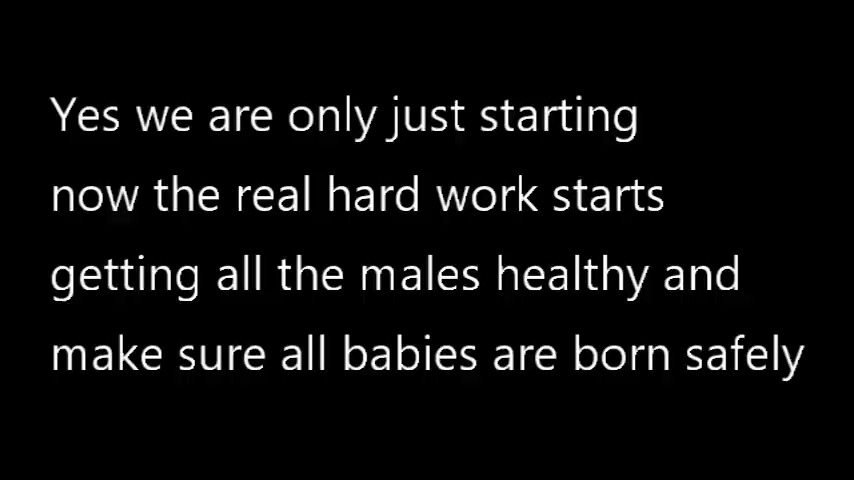 Yes we are only just starting
now the real hard work starts
getting all the males healthy and
make sure all babies are born safely